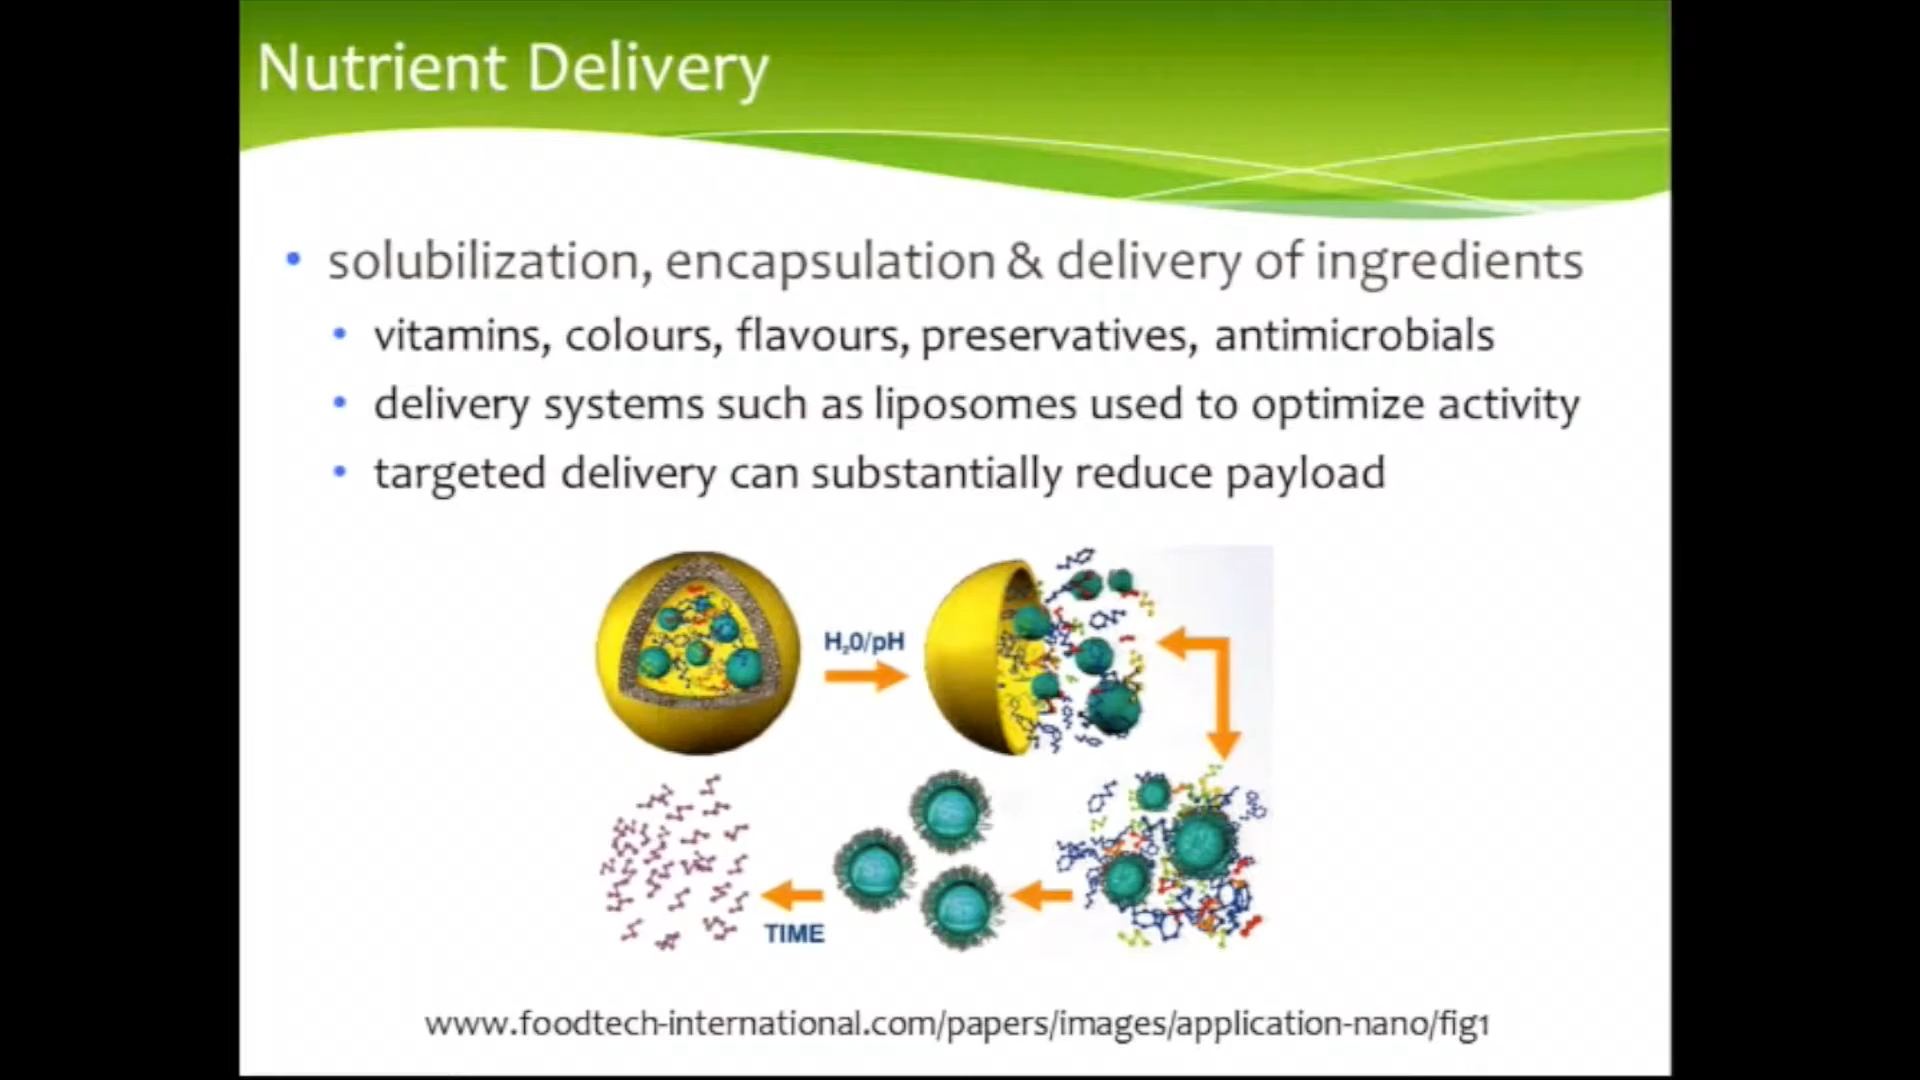 Nutrient Delivery
• solubilization, encapsulation & delivery of ingredients
• vitamins, colours, flavours, preservatives, antimicrobials
• delivery systems such as liposomes used to optimize activity
• targeted delivery can substantially reduce payload
H₂0/pH
TIME
www.foodtech-international.com/papers/images/application-nano/fig1